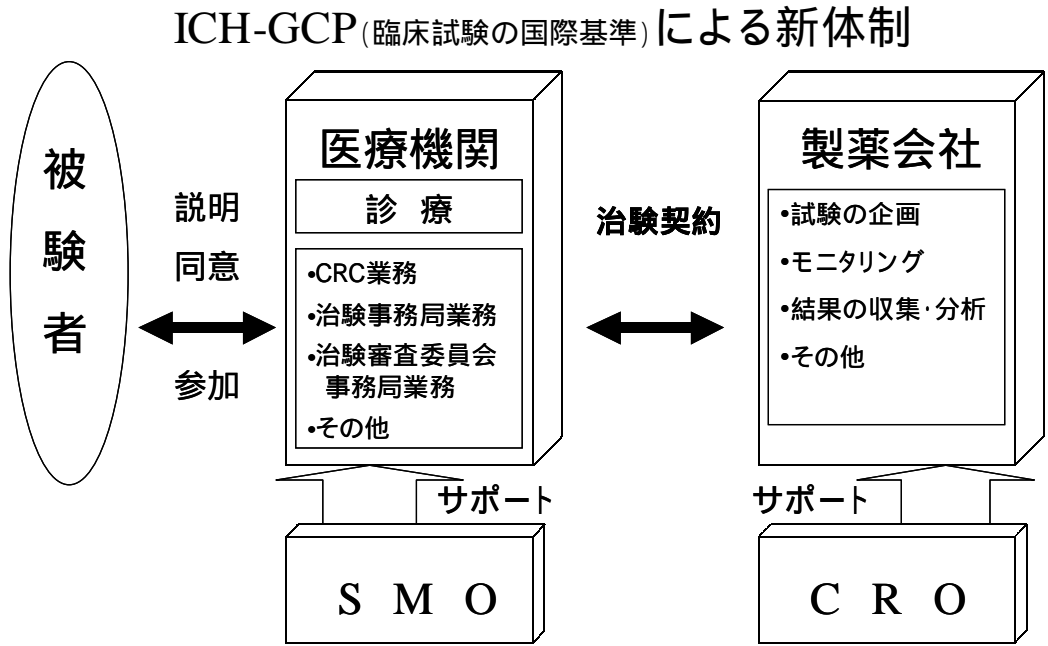 ICH-GCP(臨床試験の国際基準)による新体制
被験者
説明
同意
参加
医療機関
診 療
•CRC業務
•治験事務局業務
•治験審査委員会
事務局業務
•その他
治験契約
製薬会社
•試験の企画
•モニタリング
•結果の収集・分析
•その他
サポート
サポート
S M O
C R O